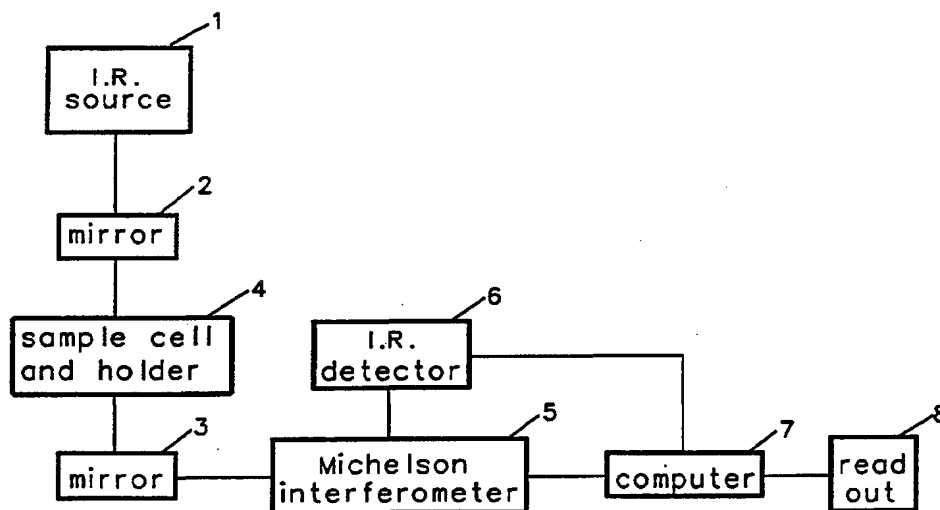 1
I.R.
source
2
mirror
4
sample cell
and holder
3
mirror
6
I.R.
detector
5
Michelson
interferometer
7
computer
8
read
out